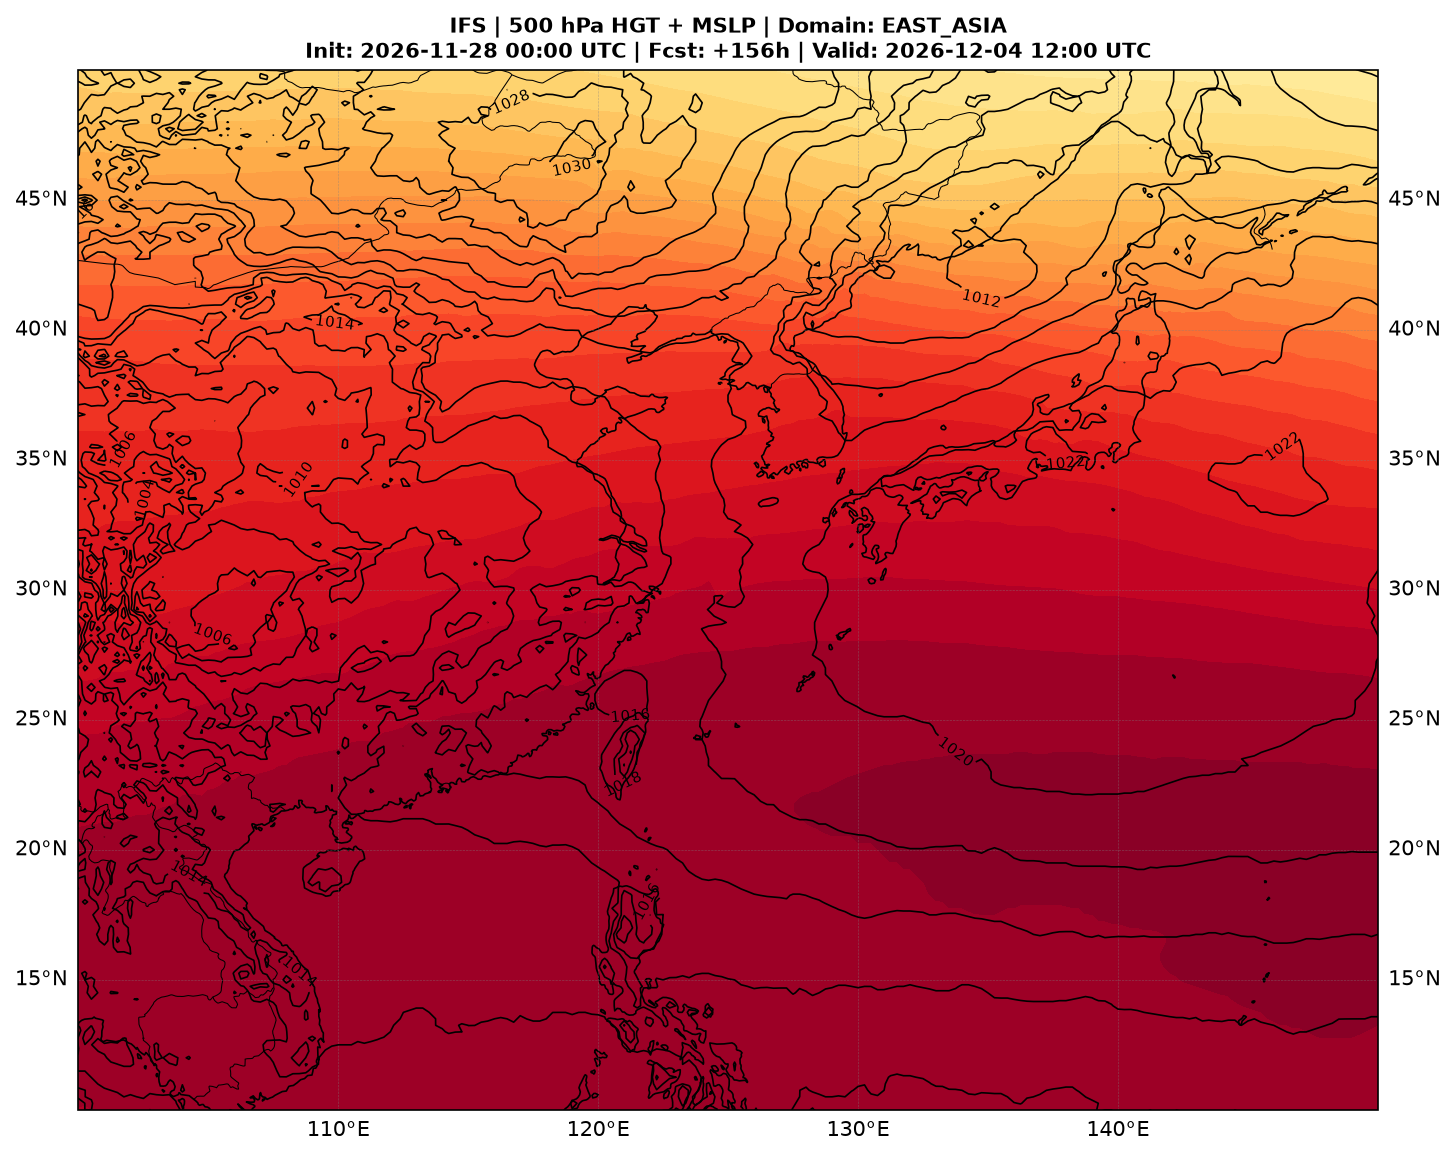 IFS | 500 hPa HGT + MSLP | Domain: EAST_ASIA
Init: 2026-11-28 00:00 UTC | Fcst: +156h | Valid: 2026-12-04 12:00 UTC
1028
1030
45°N
45°N
1012
1014
40°N
40°N
1006
1010
1004
1022
1022
35°N
35°N
30°N
30°N
1006
1016
25°N
25°N
1020
1018
20°N
20°N
1014
1014
15°N
15°N
110°E
120°E
130°E
140°E